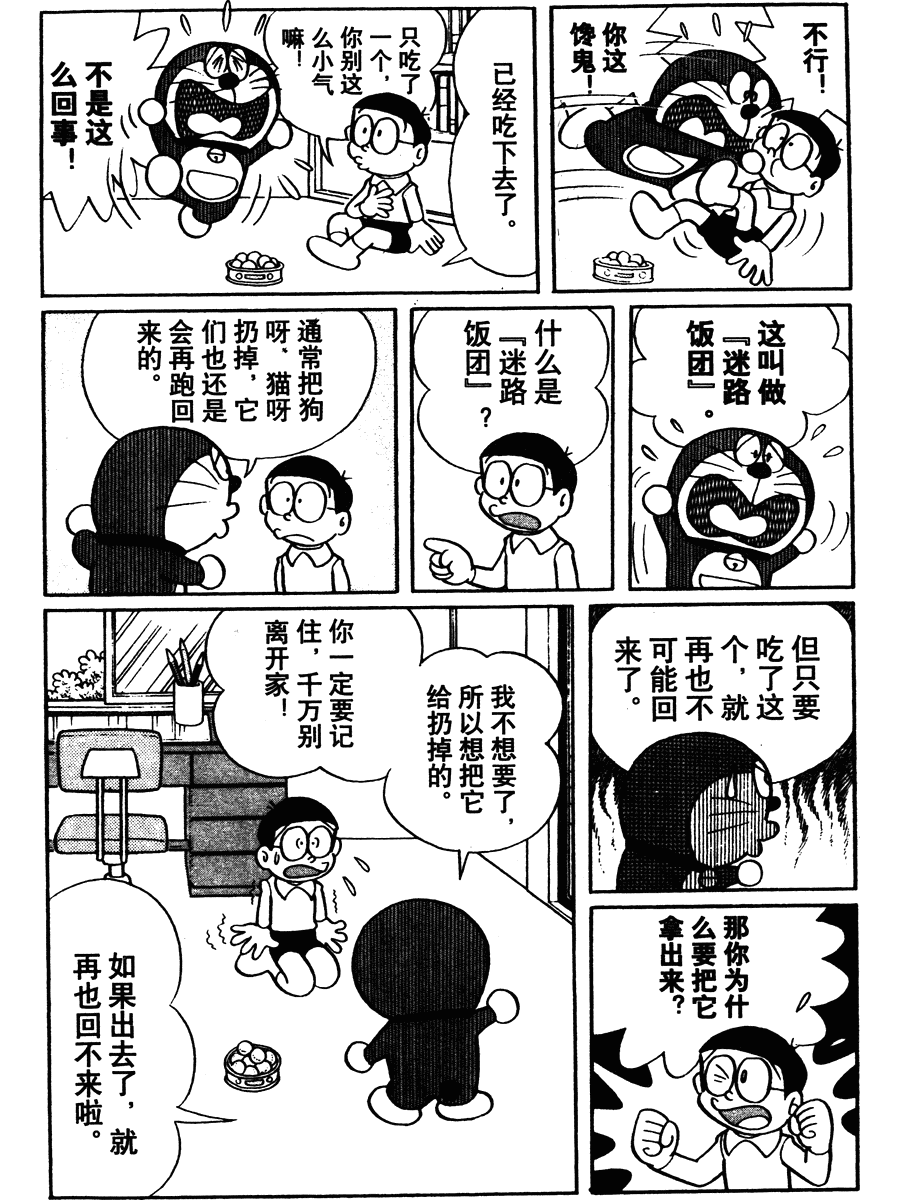 不行！
你这
馋鬼！
已经吃下去了。
只吃了
一个，
你别这
么小气
嘛！
不是这
么回事！
这叫做
『迷路
饭团』。
什么是
『迷路
饭团』？
通常把狗
呀，猫呀
扔掉，它
们也还是
会再跑回
来的。
但只要
吃了这
个，就
再也不
可能回
来了。
那你为什
么要把它
拿出来？
我不想要了，
所以想把它
给扔掉的。
你一定要记
住，千万别
离开家！
如果出去了，就
再也回不来啦。